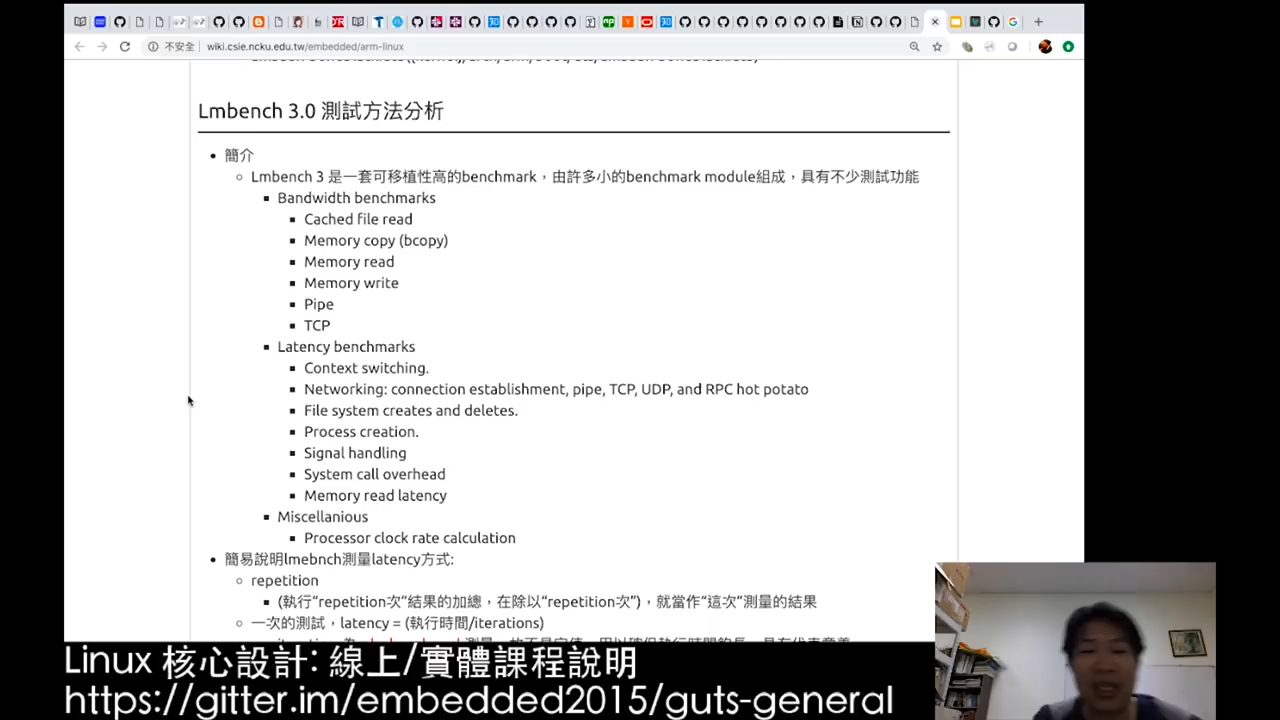 不安全
wiki.csie.ncku.edu.tw/embedded/arm-linux
Lmbench 3.0 測試方法分析
簡介
Lmbench 3 是一套可移植性高的benchmark，由許多小的benchmark module組成，具有不少測試功能
Bandwidth benchmarks
Cached file read
Memory copy (bcopy)
Memory read
Memory write
Pipe
TCP
Latency benchmarks
Context switching.
Networking: connection establishment, pipe, TCP, UDP, and RPC hot potato
File system creates and deletes.
Process creation.
Signal handling
System call overhead
Memory read latency
Miscellanious
Processor clock rate calculation
簡易說明lmebnch測量latency方式:
repetition
(執行“repetition次”結果的加總，在除以“repetition次”)，就當作“這次”測量的結果
一次的測試，latency = (執行時間/iterations)
Linux 核心設計: 線上/實體課程說明
https://gitter.im/embedded2015/guts-general